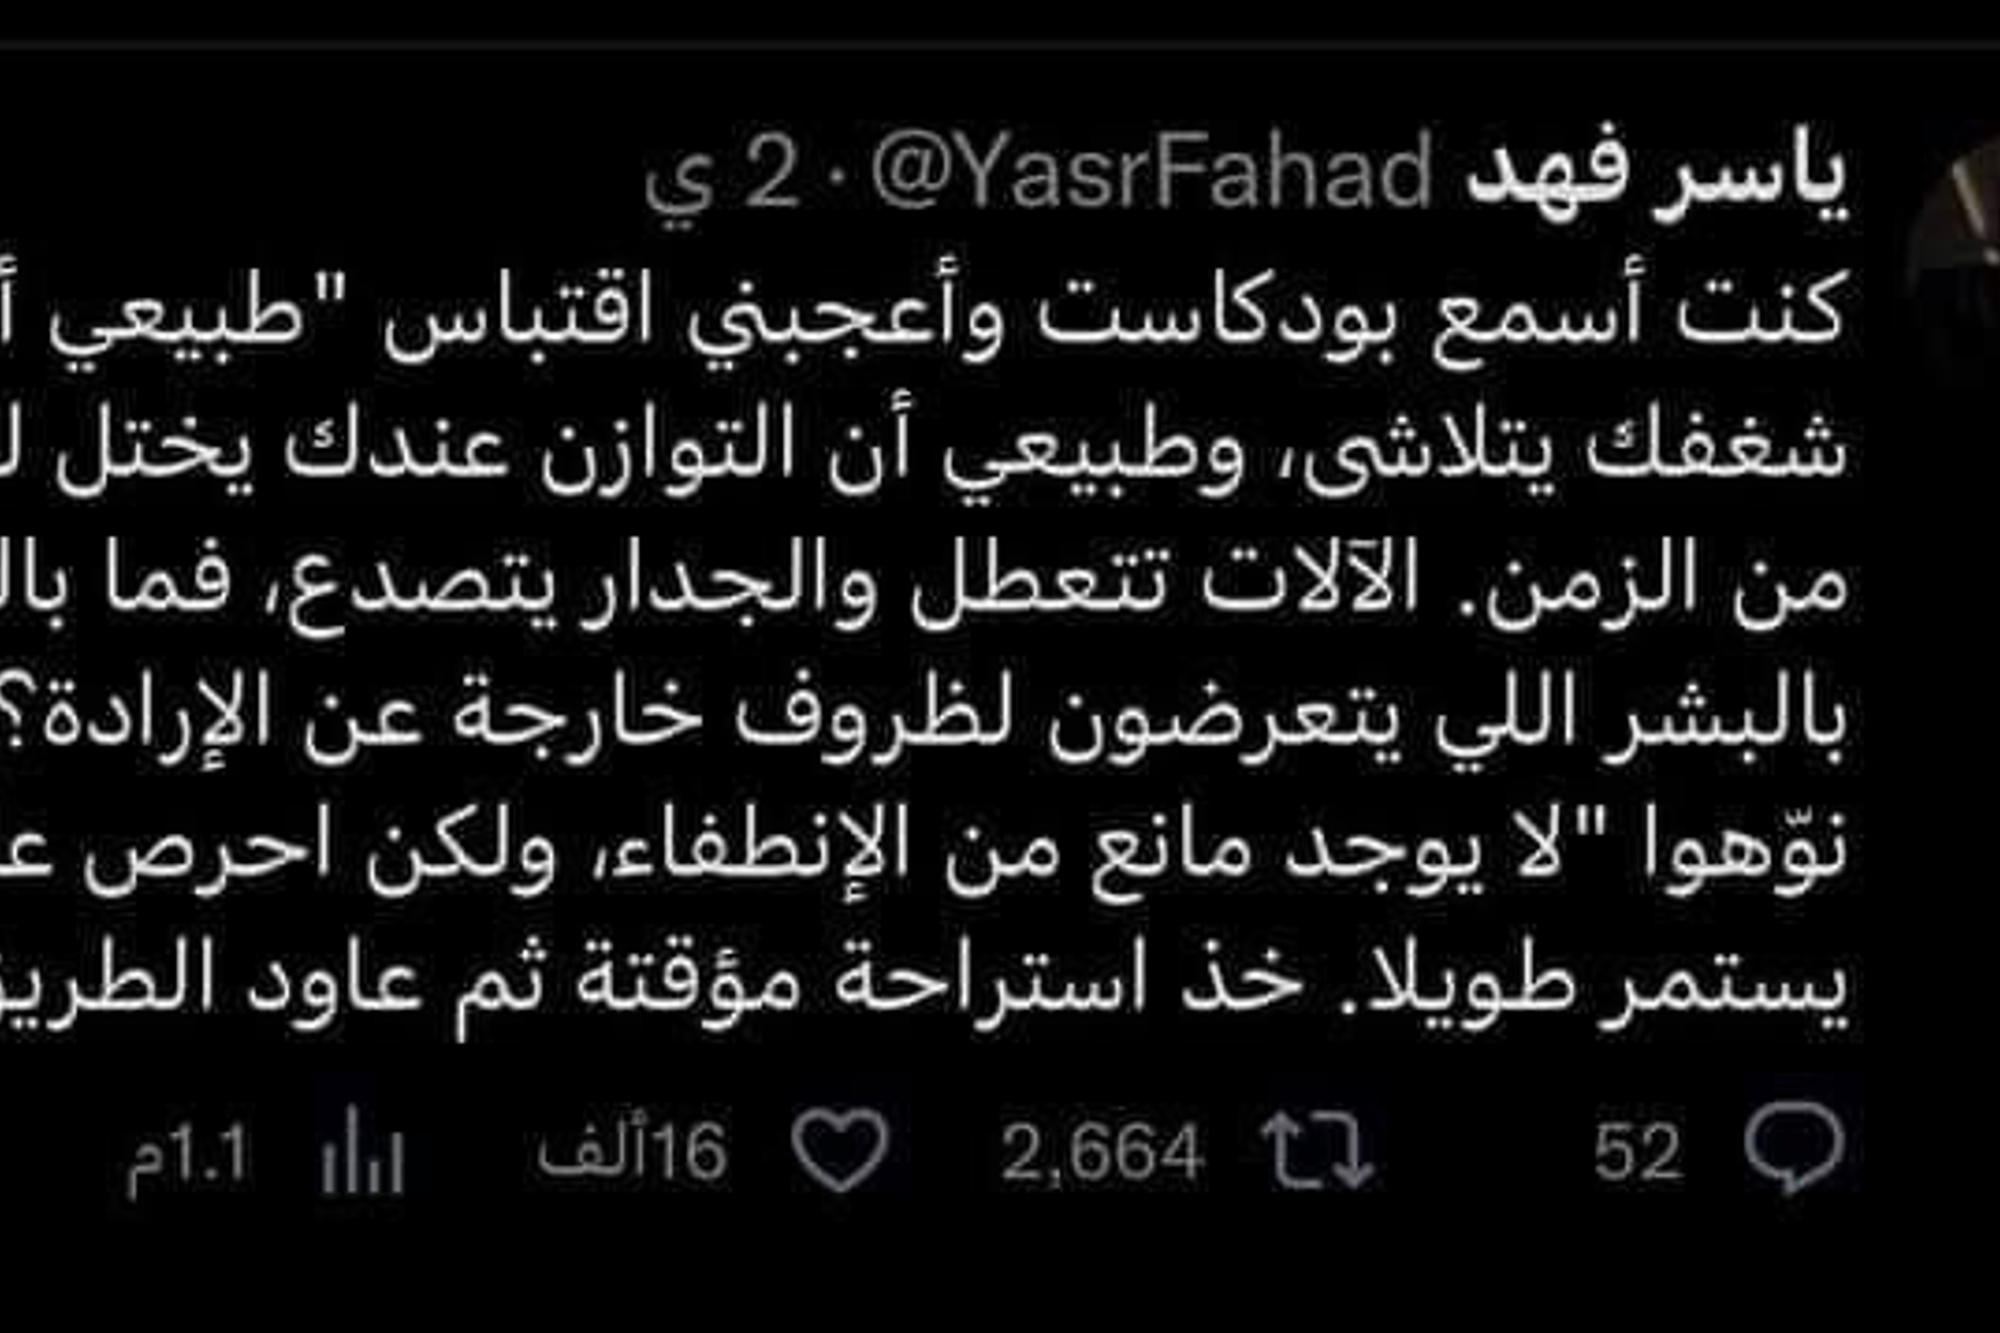 ياسر فهد @YasrFahad · 2 ي
كنت أسمع بودكاست وأعجبني اقتباس "طبيعي
شغفك يتلاشى، وطبيعي أن التوازن عندك يختل
من الزمن. الآلات تتعطل والجدار يتصدع، فما
بالبشر اللي يتعرضون لظروف خارجة عن الإرادة؟
نوّهوا "لا يوجد مانع من الإنطفاء، ولكن احرص
يستمر طويلا. خذ استراحة مؤقتة ثم عاود
52 2,664 16ألف 1.1م